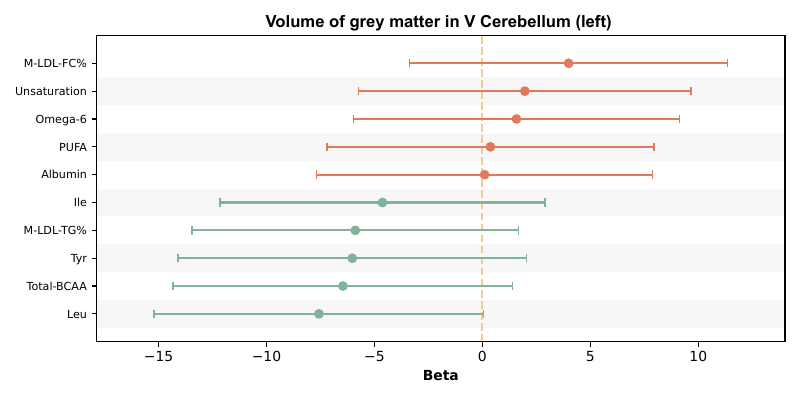 Volume of grey matter in V Cerebellum (left)
M-LDL-FC%
Unsaturation
Omega-6
PUFA
Albumin
Ile
M-LDL-TG%
Tyr
Total-BCAA
Leu
−15 −10 −5 0 5 10
Beta